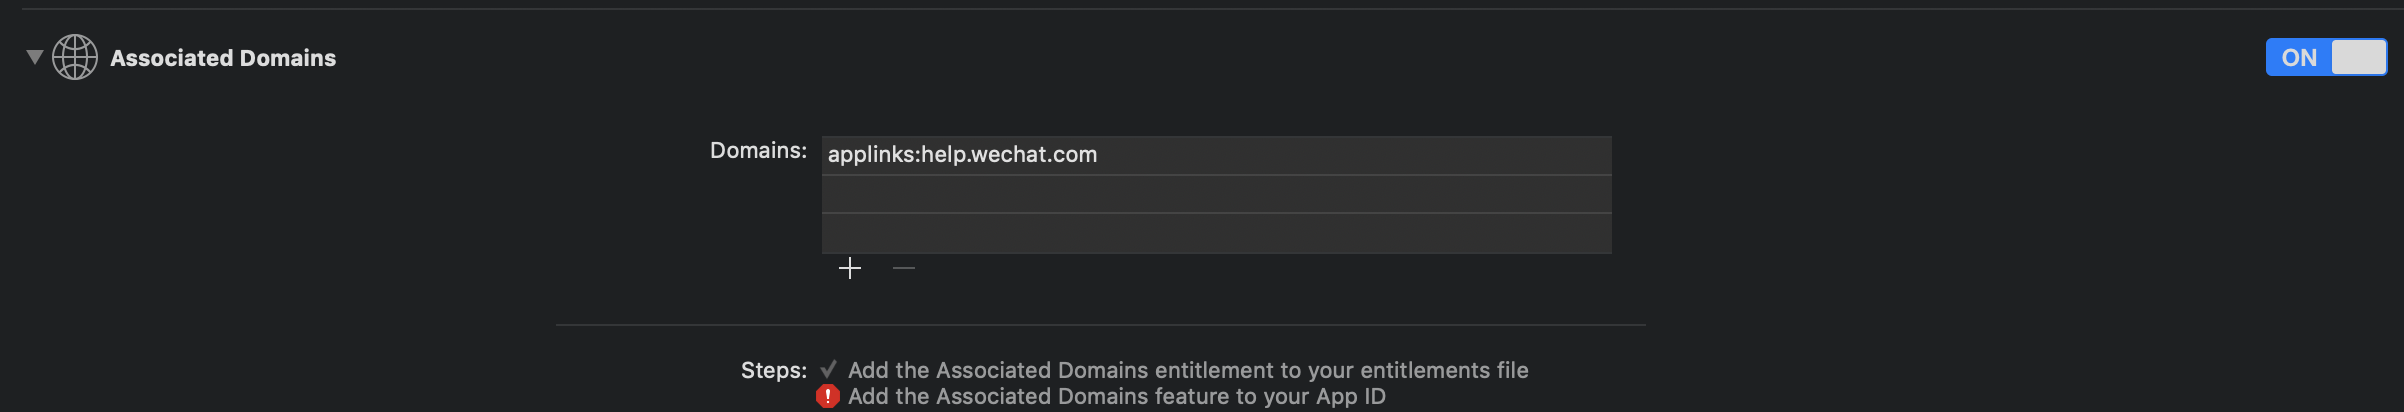 Associated Domains
ON
Domains: applinks:help.wechat.com
Steps: Add the Associated Domains entitlement to your entitlements file
Add the Associated Domains feature to your App ID